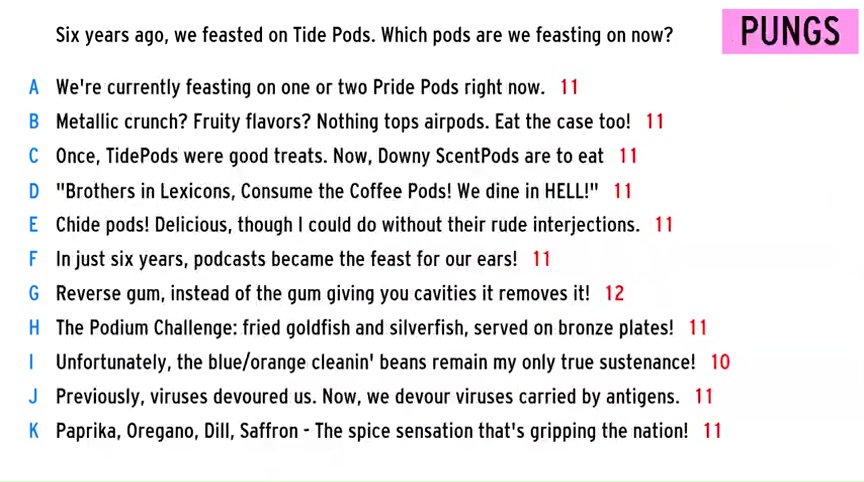 Six years ago, we feasted on Tide Pods. Which pods are we feasting on now?
PUNGS
A We're currently feasting on one or two Pride Pods right now. 11
B Metallic crunch? Fruity flavors? Nothing tops airpods. Eat the case too! 11
C Once, TidePods were good treats. Now, Downy ScentPods are to eat 11
D "Brothers in Lexicons, Consume the Coffee Pods! We dine in HELL!" 11
E Chide pods! Delicious, though I could do without their rude interjections. 11
F In just six years, podcasts became the feast for our ears! 11
G Reverse gum, instead of the gum giving you cavities it removes it! 12
H The Podium Challenge: fried goldfish and silverfish, served on bronze plates! 11
I Unfortunately, the blue/orange cleanin' beans remain my only true sustenance! 10
J Previously, viruses devoured us. Now, we devour viruses carried by antigens. 11
K Paprika, Oregano, Dill, Saffron - The spice sensation that's gripping the nation! 11